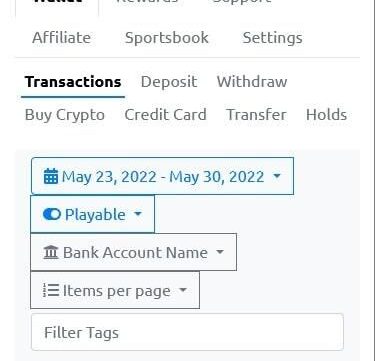 Wallet Rewards Support
Affiliate Sportsbook Settings
Transactions Deposit Withdraw
Buy Crypto Credit Card Transfer Holds
May 23, 2022 - May 30, 2022
Playable
Bank Account Name
Items per page
Filter Tags